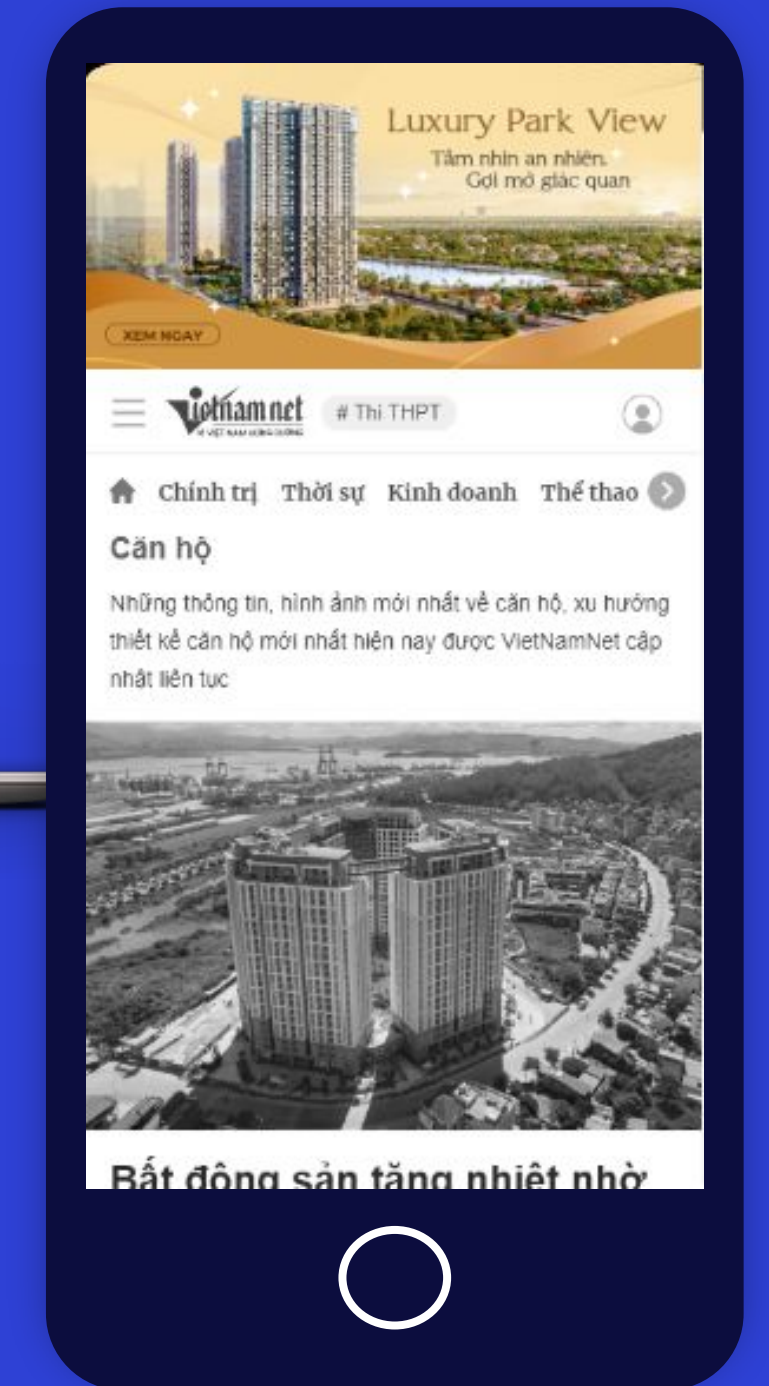 Luxury Park View
Tầm nhìn an nhiên.
Gợi mở giác quan
XEM NGAY
Vietnamnet
# Thi THPT
Chính trị Thời sự Kinh doanh Thể thao
Căn hộ
Những thông tin, hình ảnh mới nhất về căn hộ, xu hướng
thiết kế căn hộ mới nhất hiện nay được VietNamNet cập
nhật liên tục
Bất động sản tăng nhiệt nhờ